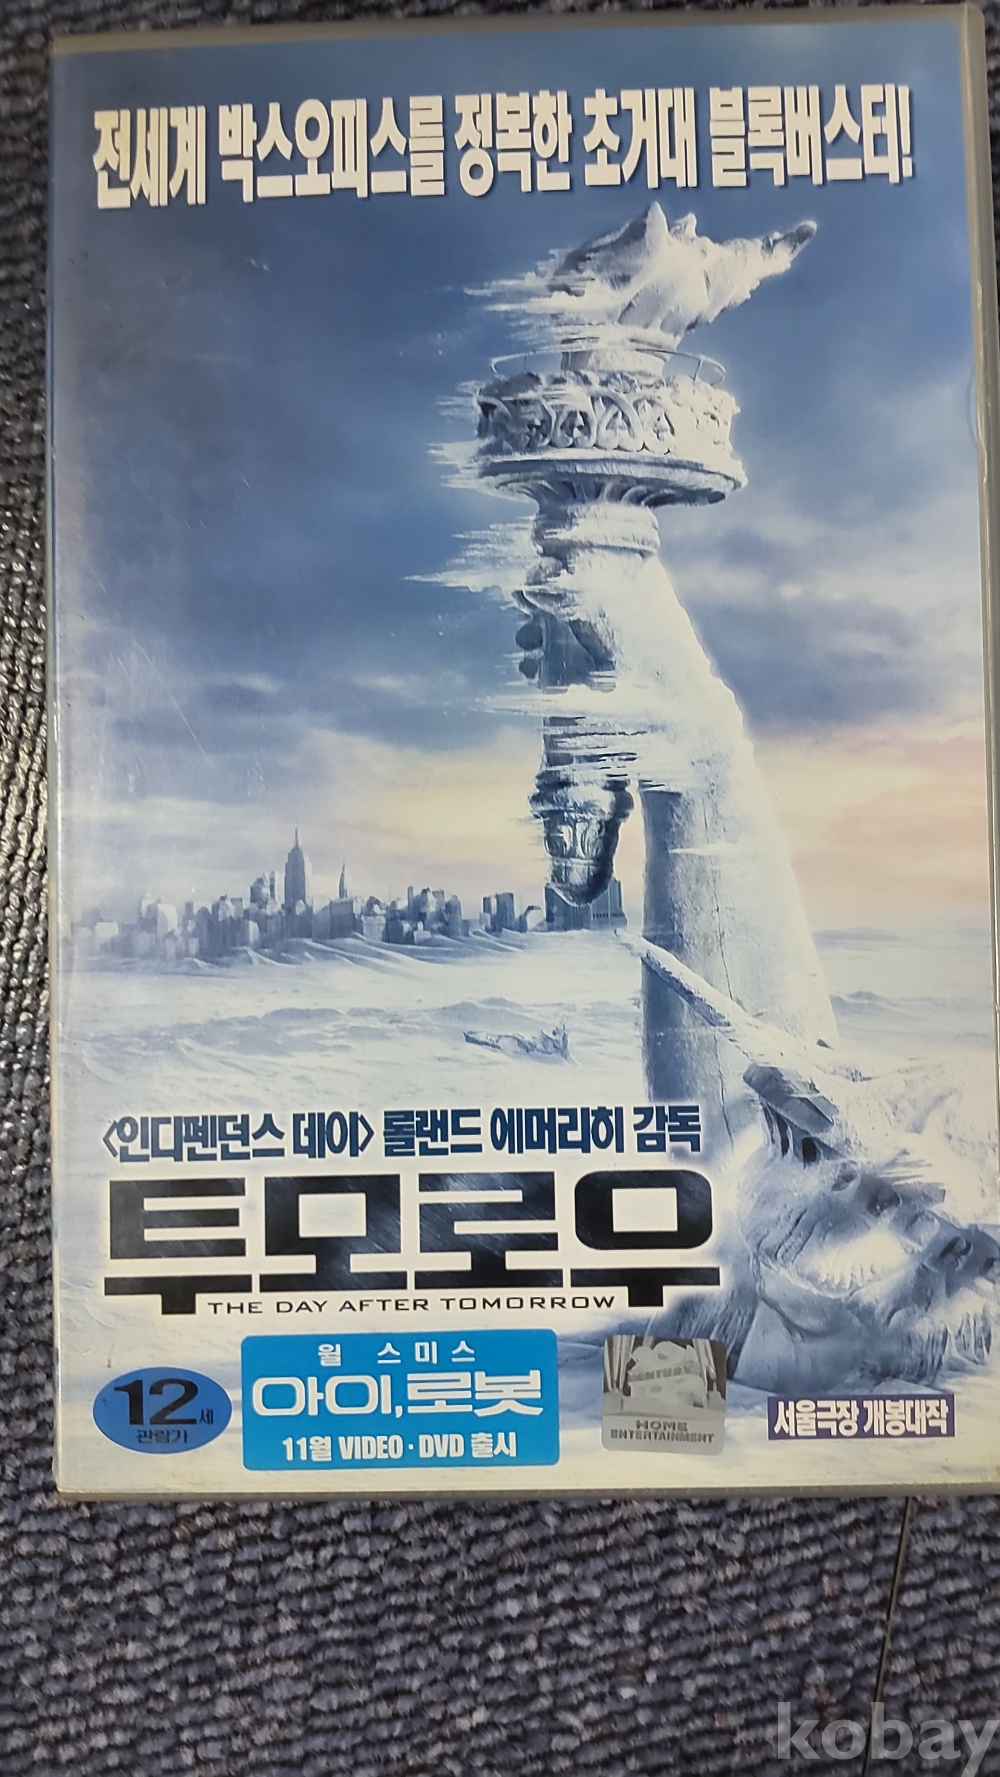 전세계 박스오피스를 정복한 초거대 블록버스터!
<인디펜던스 데이> 롤랜드 에머리히 감독
투모로우
THE DAY AFTER TOMORROW
12세
관람가
윌 스미스
아이, 로봇
11월 VIDEO · DVD 출시
HOME
ENTERTAINMENT
서울극장 개봉대작
kobay